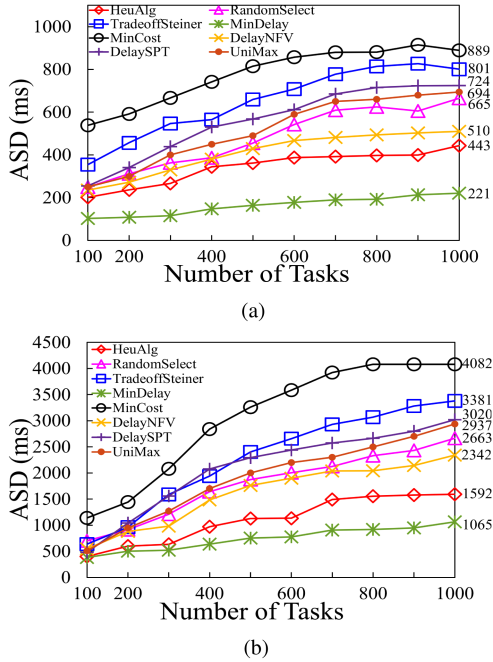 HeuAlg RandomSelect
TradeoffSteiner MinDelay
MinCost DelayNFV
DelaySPT UniMax
ASD (ms)
1000
800
600
400
200
0
889
801
724
694
665
510
443
221
100 200 300 400 500 600 700 800 900 1000
Number of Tasks
(a)
HeuAlg
RandomSelect
TradeoffSteiner
MinDelay
MinCost
DelayNFV
DelaySPT
UniMax
ASD (ms)
4500
4000
3500
3000
2500
2000
1500
1000
500
0
4082
3381
3020
2937
2663
2342
1592
1065
100 200 300 400 500 600 700 800 900 1000
Number of Tasks
(b)